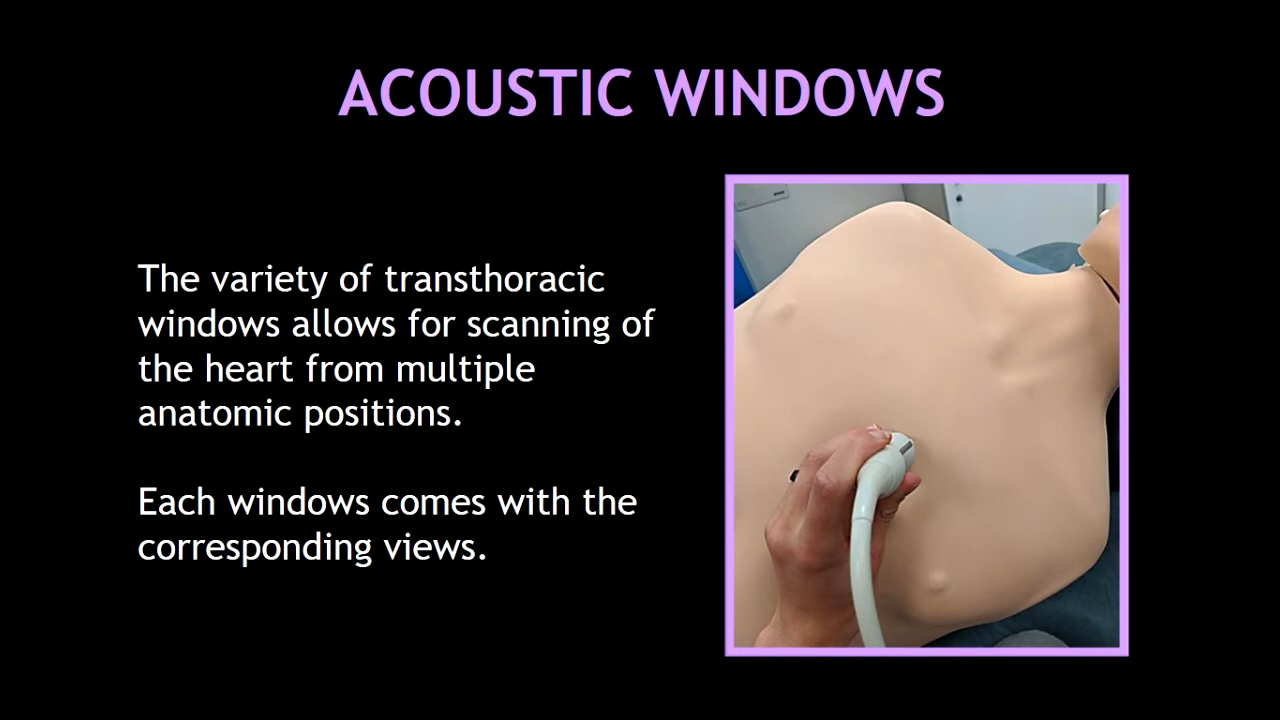 ACOUSTIC WINDOWS
The variety of transthoracic
windows allows for scanning of
the heart from multiple
anatomic positions.
Each windows comes with the
corresponding views.